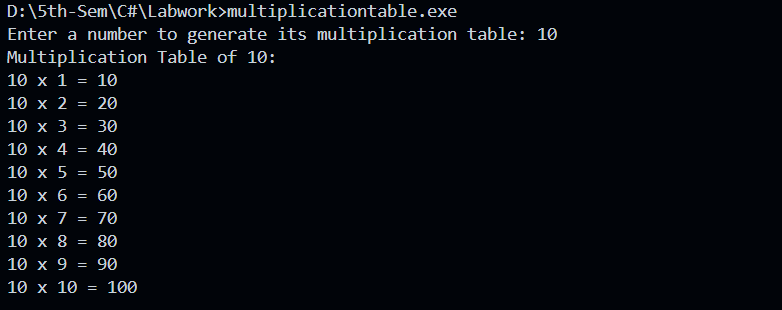 D:\5th-Sem\C#\Labwork>multiplicationtable.exe
Enter a number to generate its multiplication table: 10
Multiplication Table of 10:
10 x 1 = 10
10 x 2 = 20
10 x 3 = 30
10 x 4 = 40
10 x 5 = 50
10 x 6 = 60
10 x 7 = 70
10 x 8 = 80
10 x 9 = 90
10 x 10 = 100